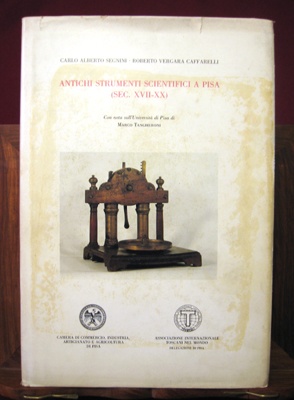 CARLO ALBERTO SEGNINI - ROBERTO VERGARA CAFFARELLI
ANTICHI STRUMENTI SCIENTIFICI A PISA
(SEC. XVII-XX)
Con nota sull'Università di Pisa di
MARCO TANGHERONI
CAMERA DI COMMERCIO, INDUSTRIA,
ARTIGIANATO E AGRICOLTURA
DI PISA
ASSOCIAZIONE INTERNAZIONALE
TOSCANI NEL MONDO